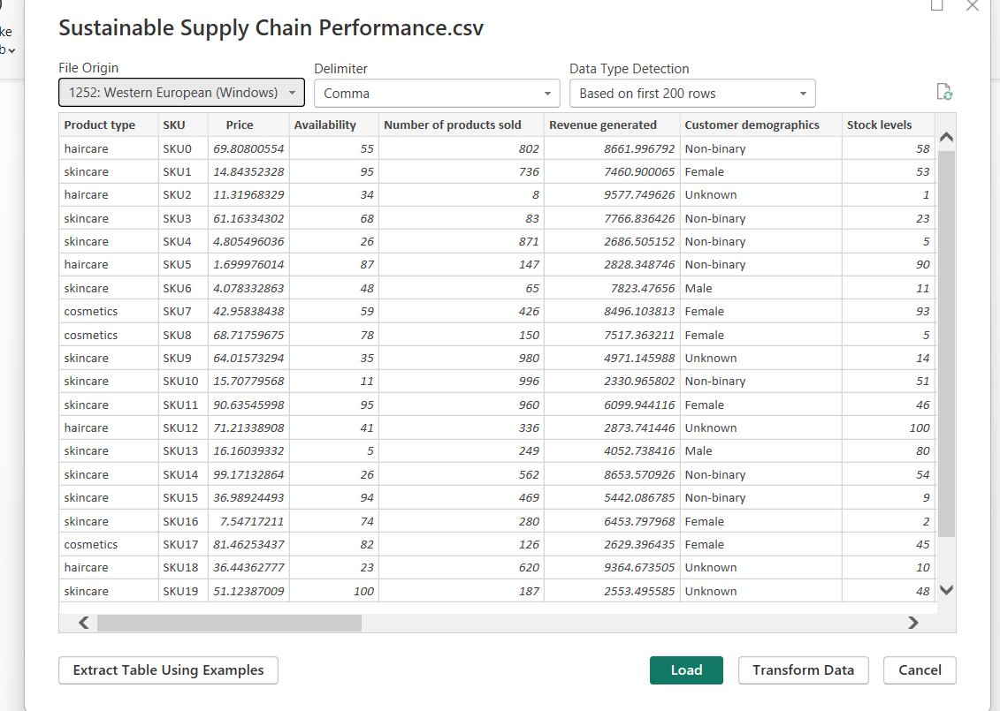 ke
b
Sustainable Supply Chain Performance.csv
File Origin Delimiter Data Type Detection
1252: Western European (Windows) Comma Based on first 200 rows
Product type SKU Price Availability Number of products sold Revenue generated Customer demographics Stock levels
haircare SKU0 69.80800554 55 802 8661.996792 Non-binary 58
skincare SKU1 14.84352328 95 736 7460.900065 Female 53
haircare SKU2 11.31968329 34 8 9577.749626 Unknown 1
skincare SKU3 61.16334302 68 83 7766.836426 Non-binary 23
skincare SKU4 4.805496036 26 871 2686.505152 Non-binary 5
haircare SKU5 1.699976014 87 147 2828.348746 Non-binary 90
skincare SKU6 4.078332863 48 65 7823.47656 Male 11
cosmetics SKU7 42.95838438 59 426 8496.103813 Female 93
cosmetics SKU8 68.71759675 78 150 7517.363211 Female 5
skincare SKU9 64.01573294 35 980 4971.145988 Unknown 14
skincare SKU10 15.70779568 11 996 2330.965802 Non-binary 51
skincare SKU11 90.63545998 95 960 6099.944116 Female 46
haircare SKU12 71.21338908 41 336 2873.741446 Unknown 100
skincare SKU13 16.16039332 5 249 4052.738416 Male 80
skincare SKU14 99.17132864 26 562 8653.570926 Non-binary 54
skincare SKU15 36.98924493 94 469 5442.086785 Non-binary 9
skincare SKU16 7.54717211 74 280 6453.797968 Female 2
cosmetics SKU17 81.46253437 82 126 2629.396435 Female 45
haircare SKU18 36.44362777 23 620 9364.673505 Unknown 10
skincare SKU19 51.12387009 100 187 2553.495585 Unknown 48
Extract Table Using Examples Load Transform Data Cancel